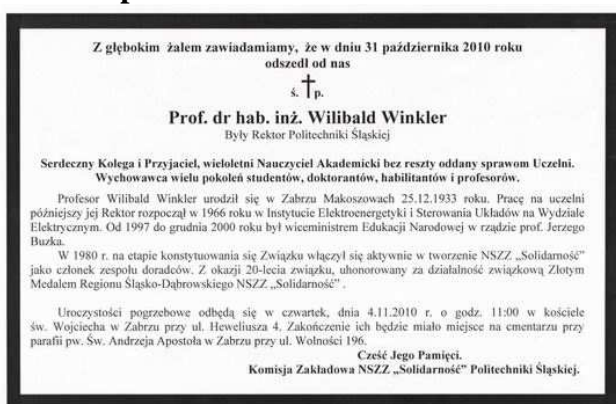 Z głębokim żalem zawiadamiamy, że w dniu 31 października 2010 roku
odszedł od nas
ś. p.
Prof. dr hab. inż. Wilibald Winkler
Były Rektor Politechniki Śląskiej
Serdeczny Kolega i Przyjaciel, wieloletni Nauczyciel Akademicki bez reszty oddany sprawom Uczelni.
Wychowawca wielu pokoleń studentów, doktorantów, habilitantów i profesorów.
Profesor Wilibald Winkler urodził się w Zabrzu Makoszowach 25.12.1933 roku. Pracę na uczelni
późniejszy jej Rektor rozpoczął w 1966 roku w Instytucie Elektroenergetyki i Sterowania Układów na Wydziale
Elektrycznym. Od 1997 do grudnia 2000 roku był wiceministrem Edukacji Narodowej w rządzie prof. Jerzego
Buzka.
W 1980 r. na etapie konstytuowania się Związku włączył się aktywnie w tworzenie NSZZ „Solidarność”
jako członek zespołu doradców. Z okazji 20-lecia związku, uhonorowany za działalność związkową Złotym
Medalem Regionu Śląsko-Dąbrowskiego NSZZ „Solidarność” .
Uroczystości pogrzebowe odbędą się w czwartek, dnia 4.11.2010 r. o godz. 11:00 w kościele
św. Wojciecha w Zabrzu przy ul. Heweliusza 4. Zakończenie ich będzie miało miejsce na cmentarzu przy
parafii pw. Św. Andrzeja Apostoła w Zabrzu przy ul. Wolności 196.
Cześć Jego Pamięci.
Komisja Zakładowa NSZZ „Solidarność” Politechniki Śląskiej.